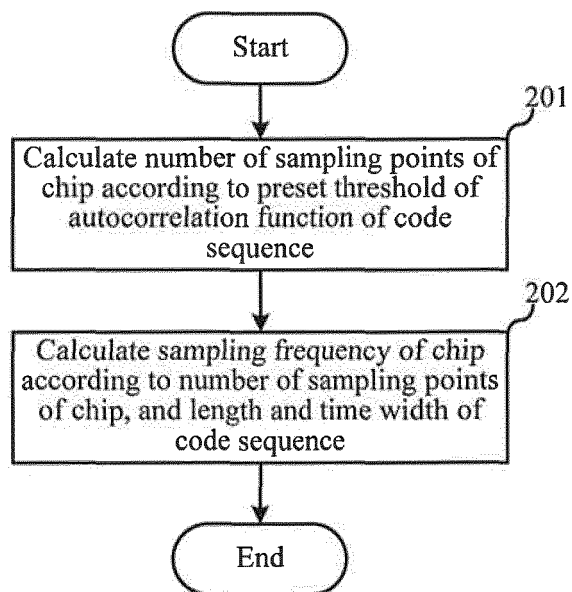 Start
201
Calculate number of sampling points of
chip according to preset threshold of
autocorrelation function of code
sequence
202
Calculate sampling frequency of chip
according to number of sampling points
of chip, and length and time width of
code sequence
End